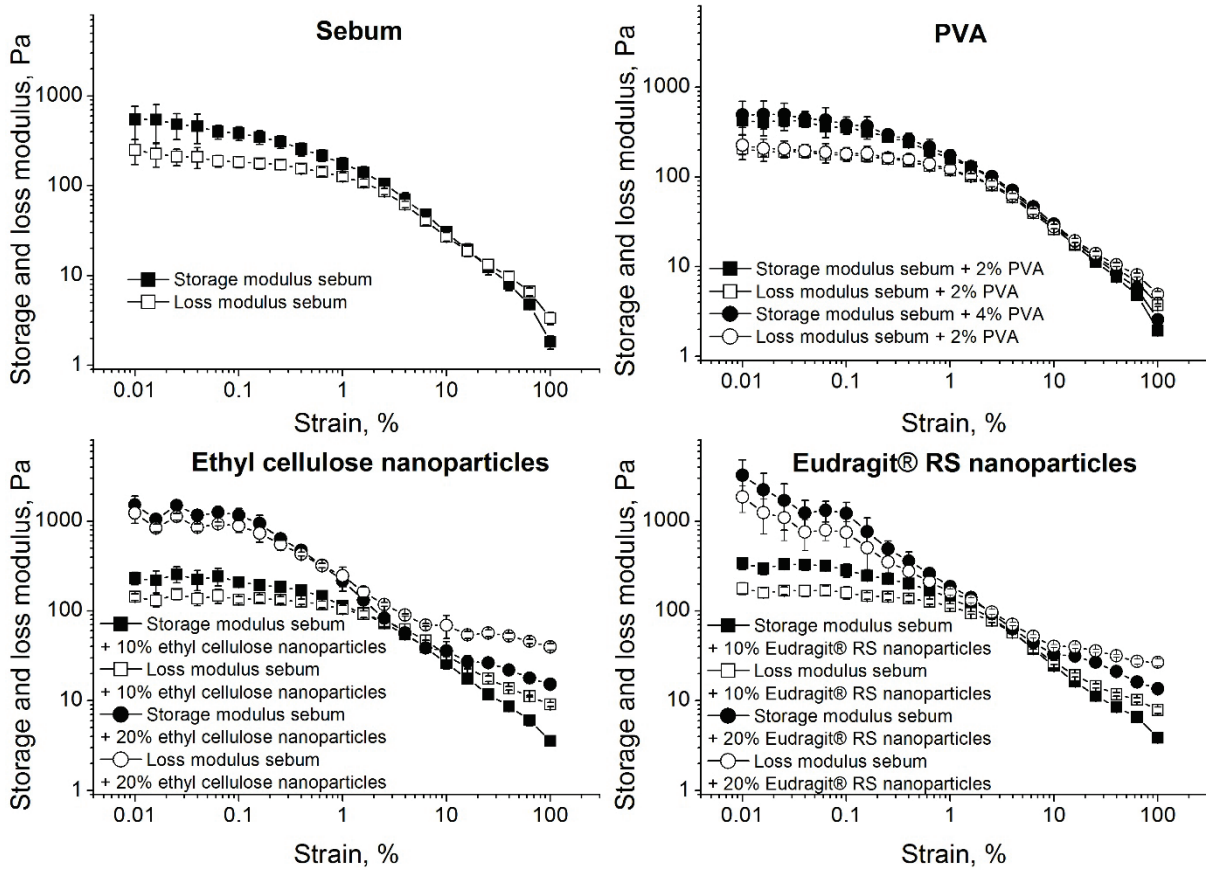 Sebum
Storage and loss modulus, Pa
1000
100
10
1
Storage modulus sebum
Loss modulus sebum
0.01 0.1 1 10 100
Strain, %
PVA
Storage and loss modulus, Pa
1000
100
10
1
Storage modulus sebum + 2% PVA
Loss modulus sebum + 2% PVA
Storage modulus sebum + 4% PVA
Loss modulus sebum + 2% PVA
0.01 0.1 1 10 100
Strain, %
Ethyl cellulose nanoparticles
Storage and loss modulus, Pa
1000
100
10
1
Storage modulus sebum
+ 10% ethyl cellulose nanoparticles
Loss modulus sebum
+ 10% ethyl cellulose nanoparticles
Storage modulus sebum
+ 20% ethyl cellulose nanoparticles
Loss modulus sebum
+ 20% ethyl cellulose nanoparticles
0.01 0.1 1 10 100
Strain, %
Eudragit® RS nanoparticles
Storage and loss modulus, Pa
1000
100
10
1
Storage modulus sebum
+ 10% Eudragit® RS nanoparticles
Loss modulus sebum
+ 10% Eudragit® RS nanoparticles
Storage modulus sebum
+ 20% Eudragit® RS nanoparticles
Loss modulus sebum
+ 20% Eudragit® RS nanoparticles
0.01 0.1 1 10 100
Strain, %